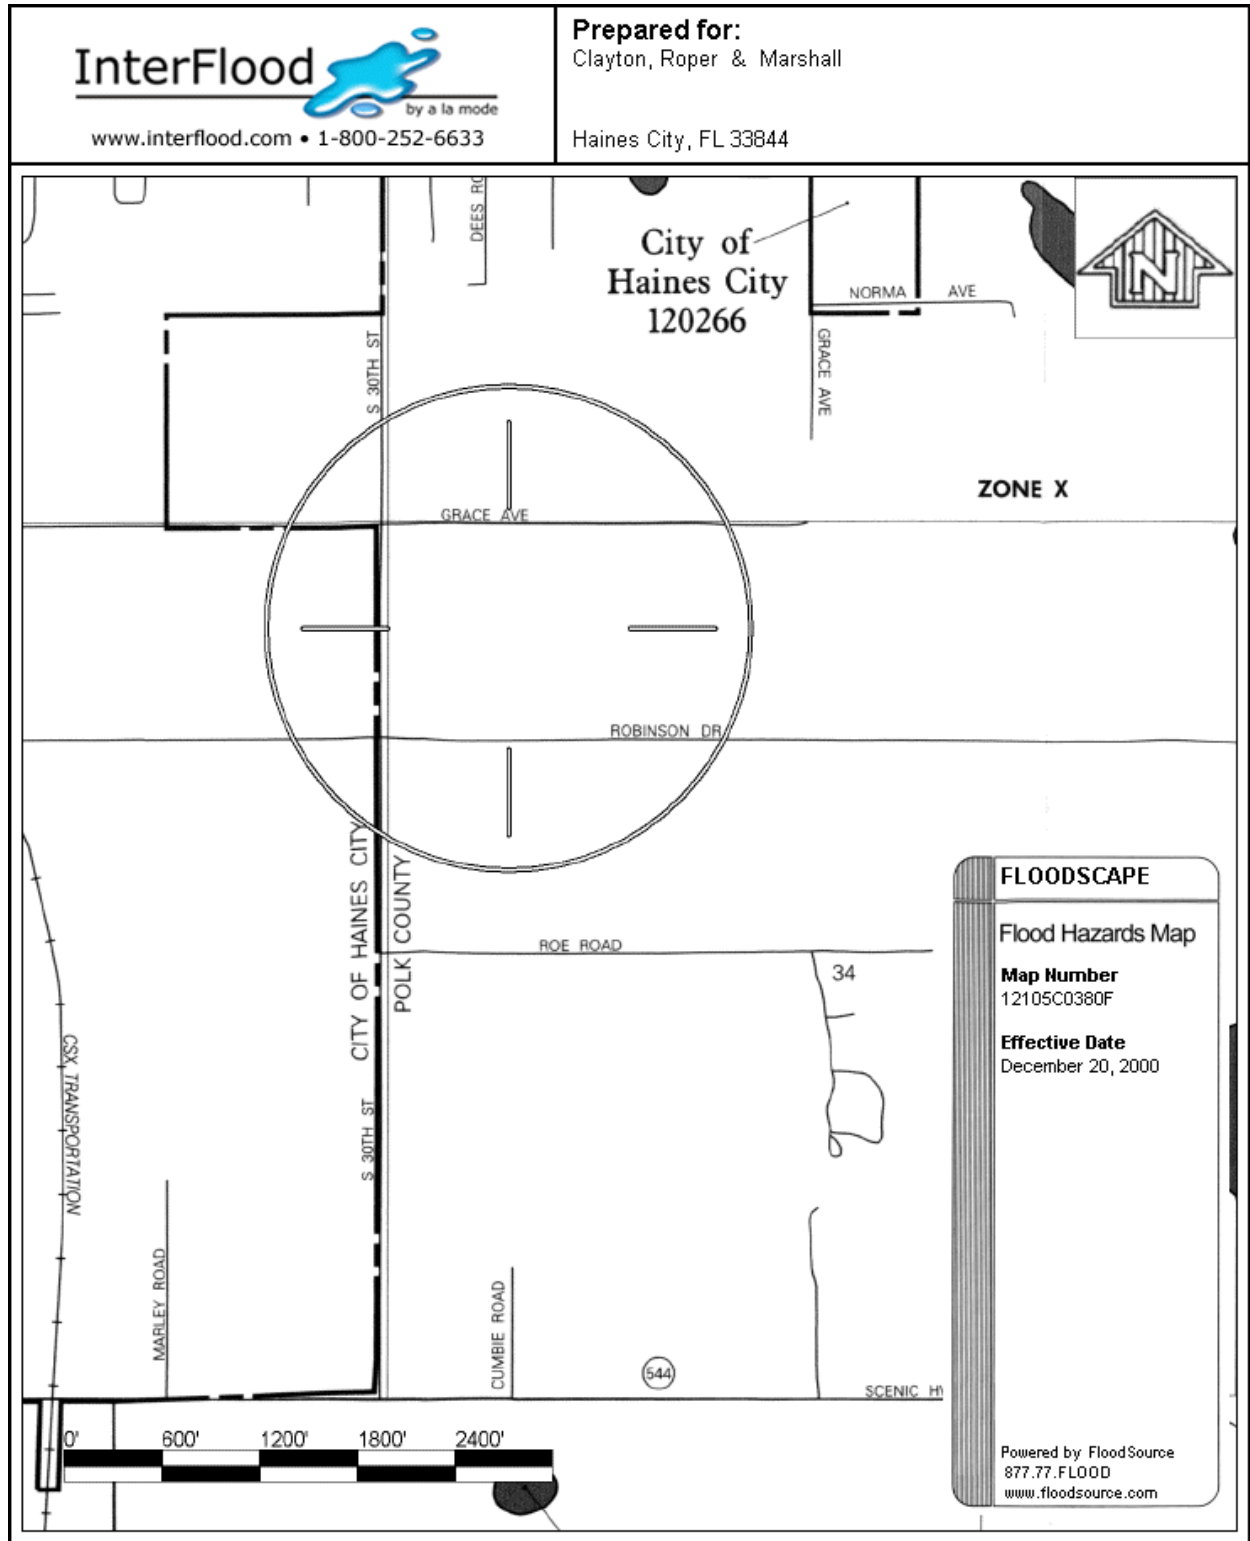 InterFlood
by a la mode
www.interflood.com • 1-800-252-6633
Prepared for:
Clayton, Roper & Marshall
Haines City, FL 33844
DEES
City of
Haines City
120266
NORMA AVE
N
S 30TH ST
GRACE AVE
ZONE X
GRACE AVE
ROBINSON DR
CITY OF HAINES CITY
POLK COUNTY
ROE ROAD
34
CSX TRANSPORTATION
S 30TH ST
MARLEY ROAD
CUMBIE ROAD
544
SCENIC
FLOODSCAPE
Flood Hazards Map
Map Number
12105C0380F
Effective Date
December 20, 2000
Powered by FloodSource
877.77.FLOOD
www.floodsource.com
0' 600' 1200' 1800' 2400'